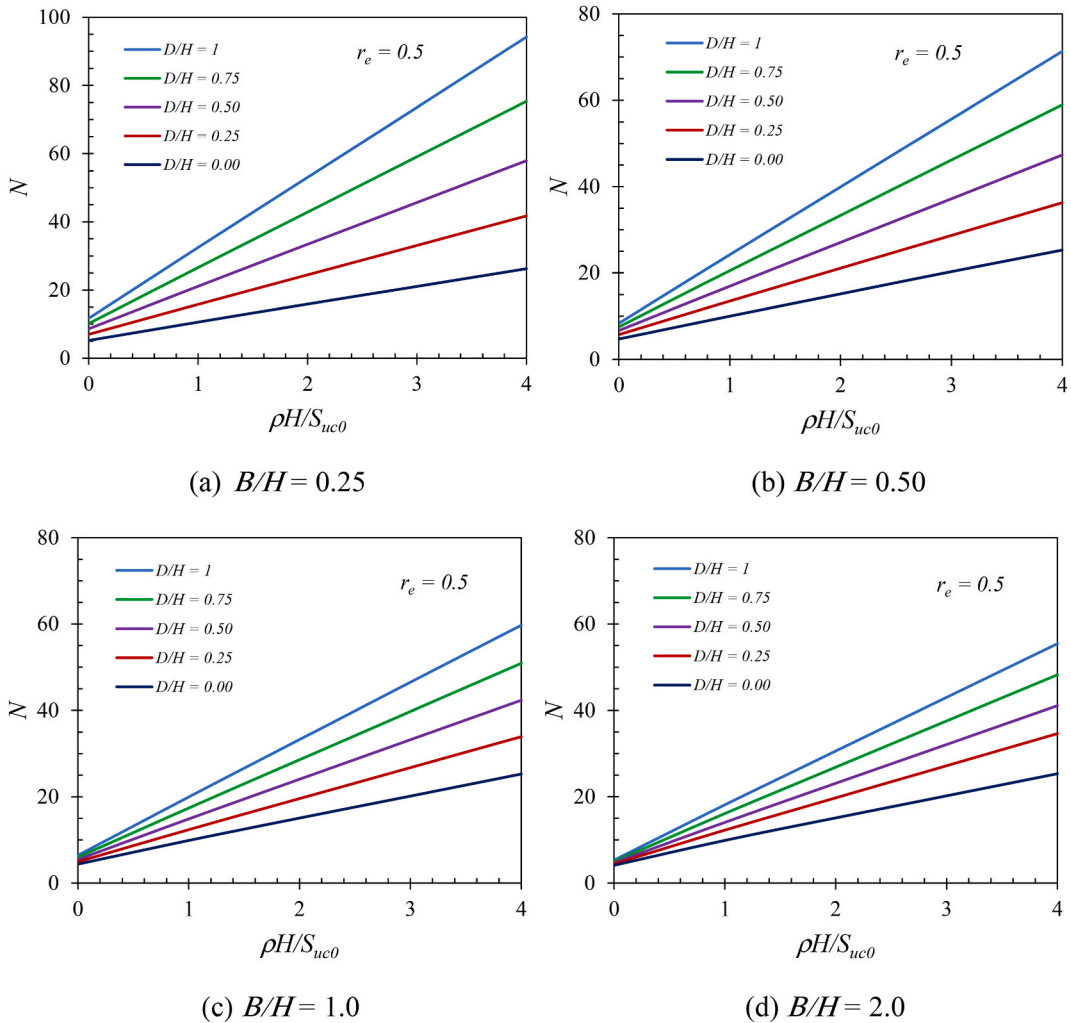 100
80
60
40
20
0
N
D/H = 1
D/H = 0.75
D/H = 0.50
D/H = 0.25
D/H = 0.00
r_e = 0.5
0 1 2 3 4
ρH/S_uc0
(a) B/H = 0.25
80
60
40
20
0
N
D/H = 1
D/H = 0.75
D/H = 0.50
D/H = 0.25
D/H = 0.00
r_e = 0.5
0 1 2 3 4
ρH/S_uc0
(b) B/H = 0.50
80
60
40
20
0
N
D/H = 1
D/H = 0.75
D/H = 0.50
D/H = 0.25
D/H = 0.00
r_e = 0.5
0 1 2 3 4
ρH/S_uc0
(c) B/H = 1.0
80
60
40
20
0
N
D/H = 1
D/H = 0.75
D/H = 0.50
D/H = 0.25
D/H = 0.00
r_e = 0.5
0 1 2 3 4
ρH/S_uc0
(d) B/H = 2.0